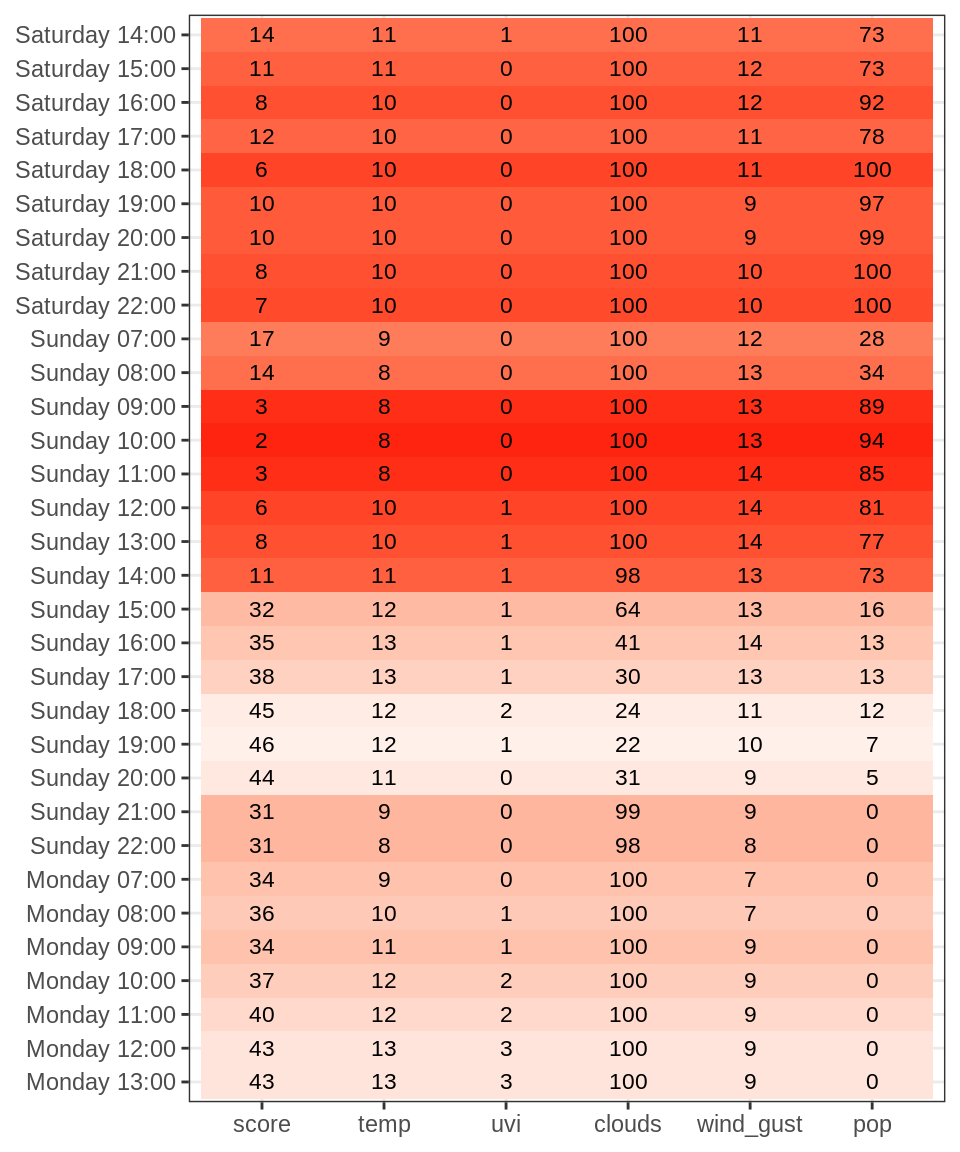 Saturday 14:00 14 11 1 100 11 73
Saturday 15:00 11 11 0 100 12 73
Saturday 16:00 8 10 0 100 12 92
Saturday 17:00 12 10 0 100 11 78
Saturday 18:00 6 10 0 100 11 100
Saturday 19:00 10 10 0 100 9 97
Saturday 20:00 10 10 0 100 9 99
Saturday 21:00 8 10 0 100 10 100
Saturday 22:00 7 10 0 100 10 100
Sunday 07:00 17 9 0 100 12 28
Sunday 08:00 14 8 0 100 13 34
Sunday 09:00 3 8 0 100 13 89
Sunday 10:00 2 8 0 100 13 94
Sunday 11:00 3 8 0 100 14 85
Sunday 12:00 6 10 1 100 14 81
Sunday 13:00 8 10 1 100 14 77
Sunday 14:00 11 11 1 98 13 73
Sunday 15:00 32 12 1 64 13 16
Sunday 16:00 35 13 1 41 14 13
Sunday 17:00 38 13 1 30 13 13
Sunday 18:00 45 12 2 24 11 12
Sunday 19:00 46 12 1 22 10 7
Sunday 20:00 44 11 0 31 9 5
Sunday 21:00 31 9 0 99 9 0
Sunday 22:00 31 8 0 98 8 0
Monday 07:00 34 9 0 100 7 0
Monday 08:00 36 10 1 100 7 0
Monday 09:00 34 11 1 100 9 0
Monday 10:00 37 12 2 100 9 0
Monday 11:00 40 12 2 100 9 0
Monday 12:00 43 13 3 100 9 0
Monday 13:00 43 13 3 100 9 0
score temp uvi clouds wind_gust pop